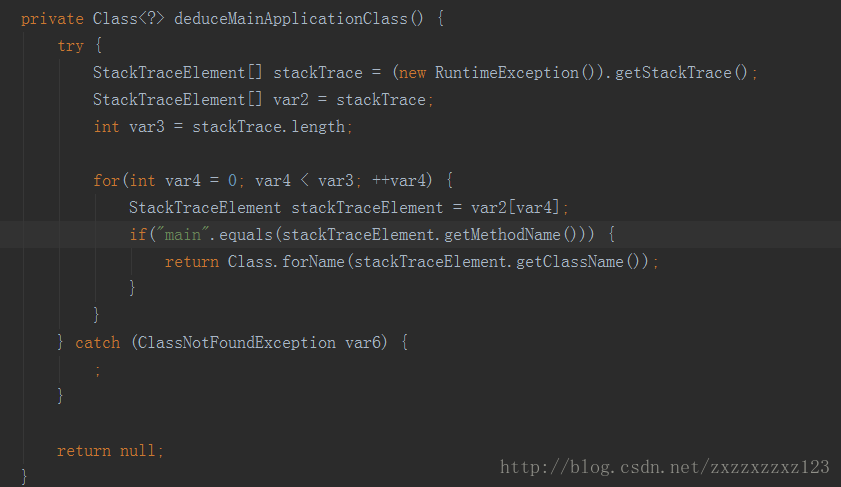 private Class<?> deduceMainApplicationClass() {
    try {
        StackTraceElement[] stackTrace = (new RuntimeException()).getStackTrace();
        StackTraceElement[] var2 = stackTrace;
        int var3 = stackTrace.length;

        for(int var4 = 0; var4 < var3; ++var4) {
            StackTraceElement stackTraceElement = var2[var4];
            if("main".equals(stackTraceElement.getMethodName())) {
                return Class.forName(stackTraceElement.getClassName());
            }
        }
    } catch (ClassNotFoundException var6) {
        ;
    }

    return null;
}
http://blog.csdn.net/zxzzxzzxz123